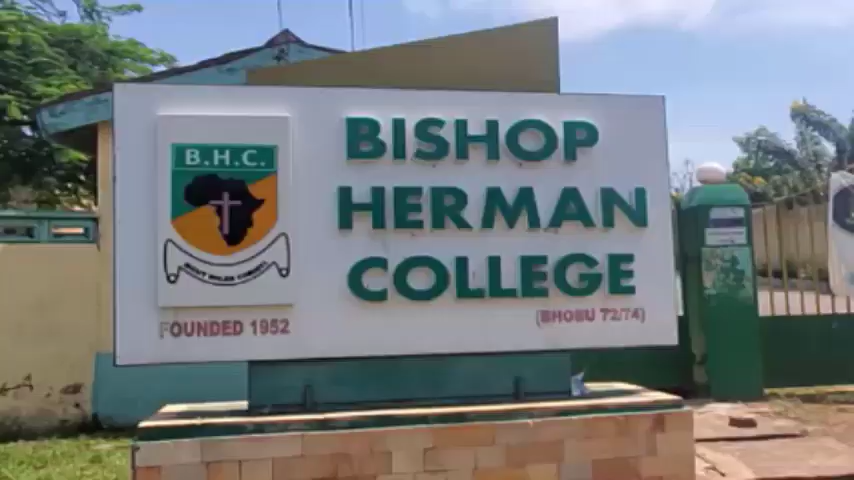 B.H.C.
FOUNDED 1952
BISHOP
HERMAN
COLLEGE
(BHOBU 72/74)